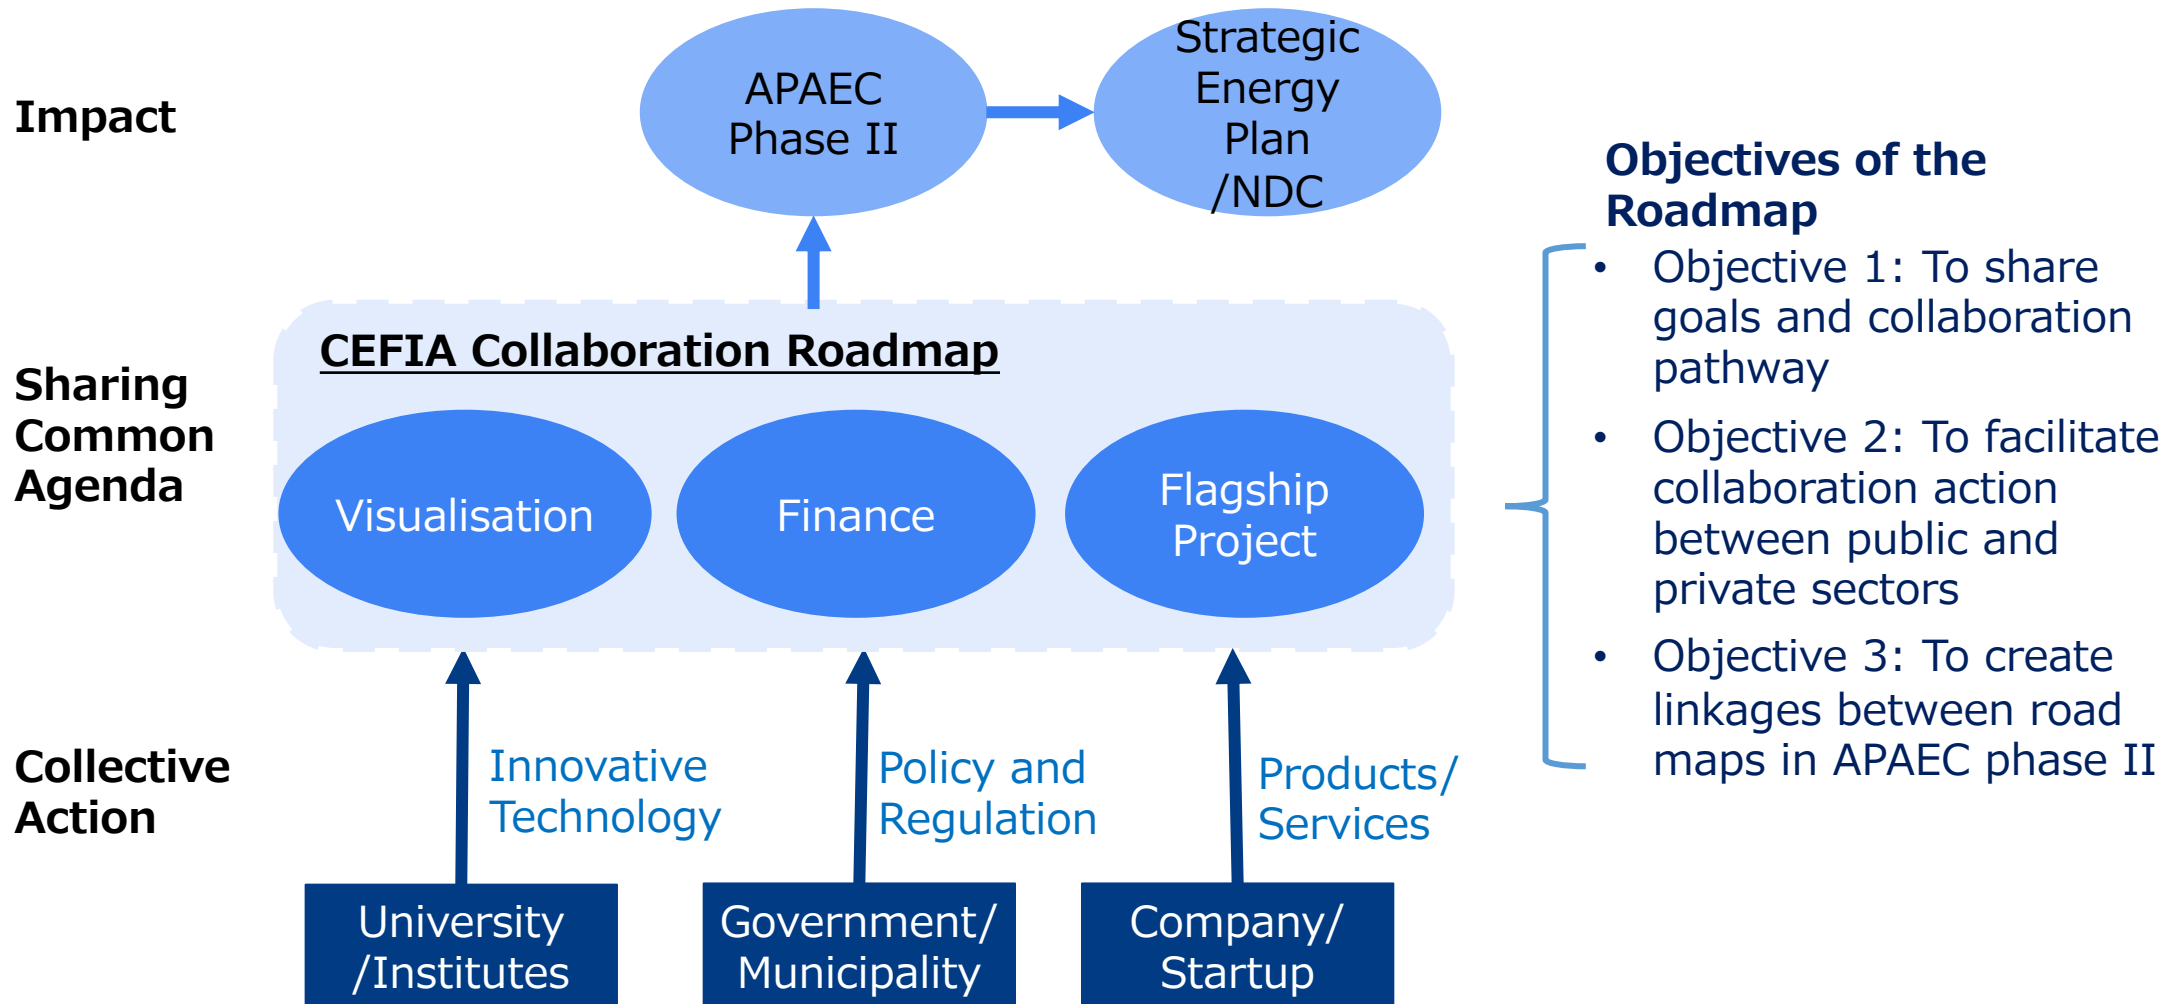 Impact
APAEC
Phase II
Strategic
Energy
Plan
/NDC
Sharing
Common
Agenda
CEFIA Collaboration Roadmap
Visualisation
Finance
Flagship
Project
Collective
Action
Innovative
Technology
Policy and
Regulation
Products/
Services
University
/Institutes
Government/
Municipality
Company/
Startup
Objectives of the
Roadmap
• Objective 1: To share
goals and collaboration
pathway
• Objective 2: To facilitate
collaboration action
between public and
private sectors
• Objective 3: To create
linkages between road
maps in APAEC phase II